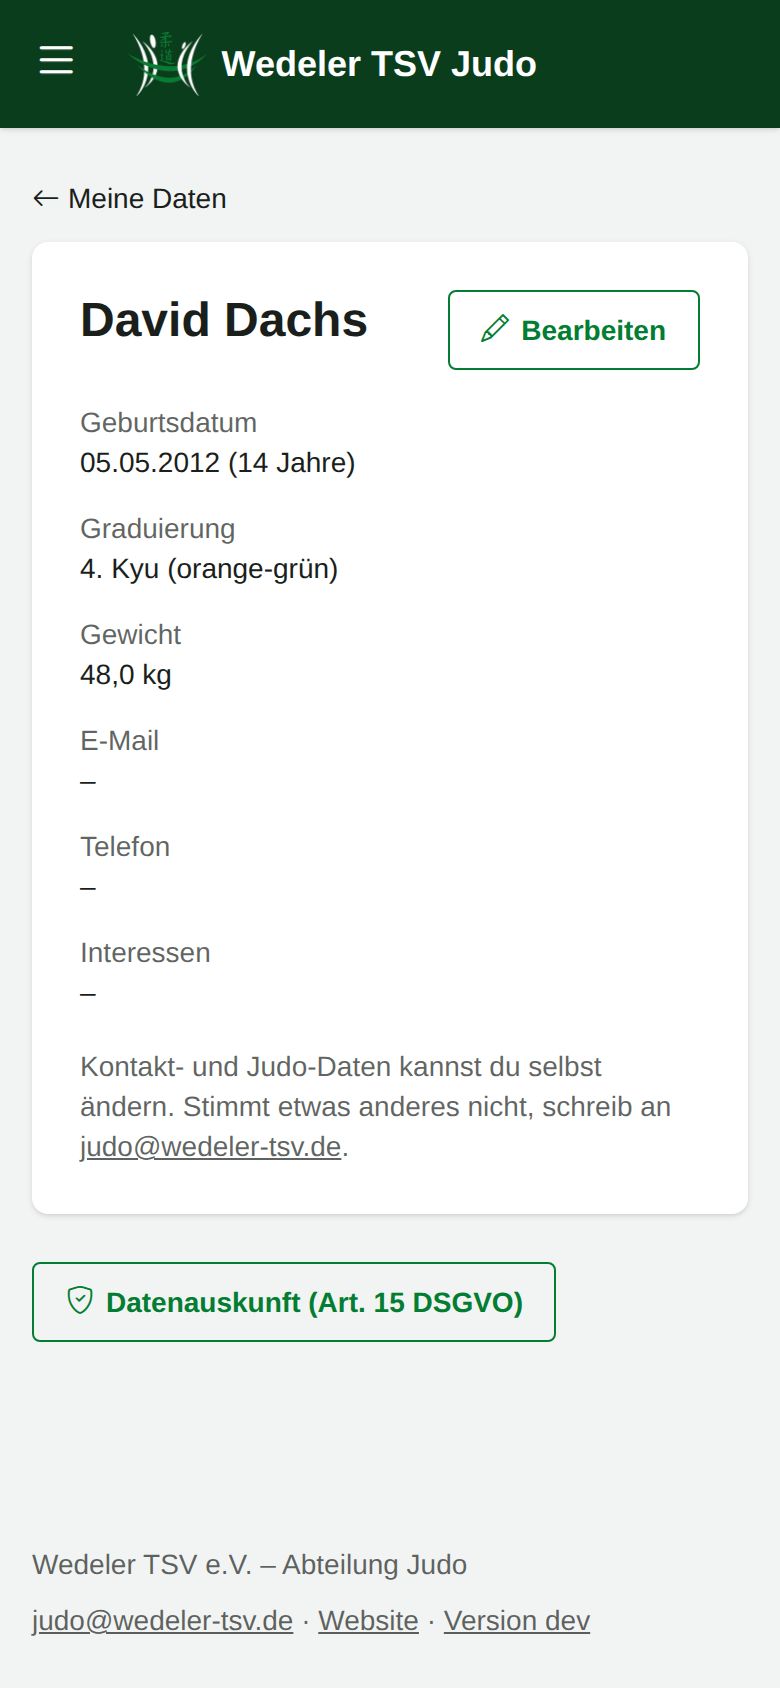 柔道
Wedeler TSV Judo
← Meine Daten
David Dachs
Bearbeiten
Geburtsdatum
05.05.2012 (14 Jahre)
Graduierung
4. Kyu (orange-grün)
Gewicht
48,0 kg
E-Mail
–
Telefon
–
Interessen
–
Kontakt- und Judo-Daten kannst du selbst
ändern. Stimmt etwas anderes nicht, schreib an
judo@wedeler-tsv.de.
Datenauskunft (Art. 15 DSGVO)
Wedeler TSV e.V. – Abteilung Judo
judo@wedeler-tsv.de · Website · Version dev